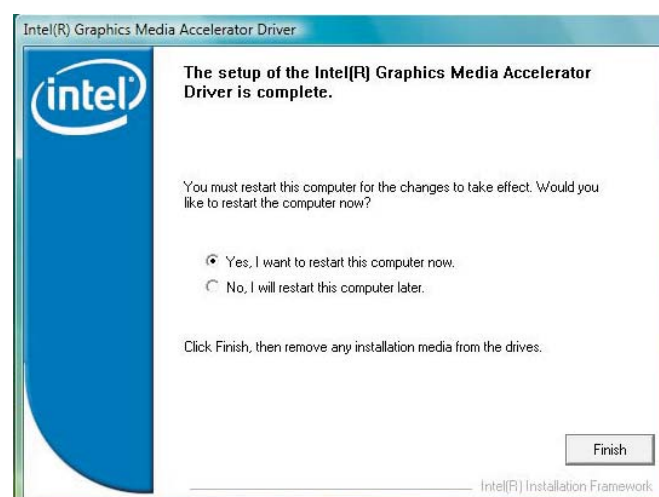 Intel(R) Graphics Media Accelerator Driver
intel
The setup of the Intel(R) Graphics Media Accelerator
Driver is complete.
You must restart this computer for the changes to take effect. Would you
like to restart the computer now?
Yes, I want to restart this computer now.
No, I will restart this computer later.
Click Finish, then remove any installation media from the drives.
Finish
Intel(R) Installation Framework